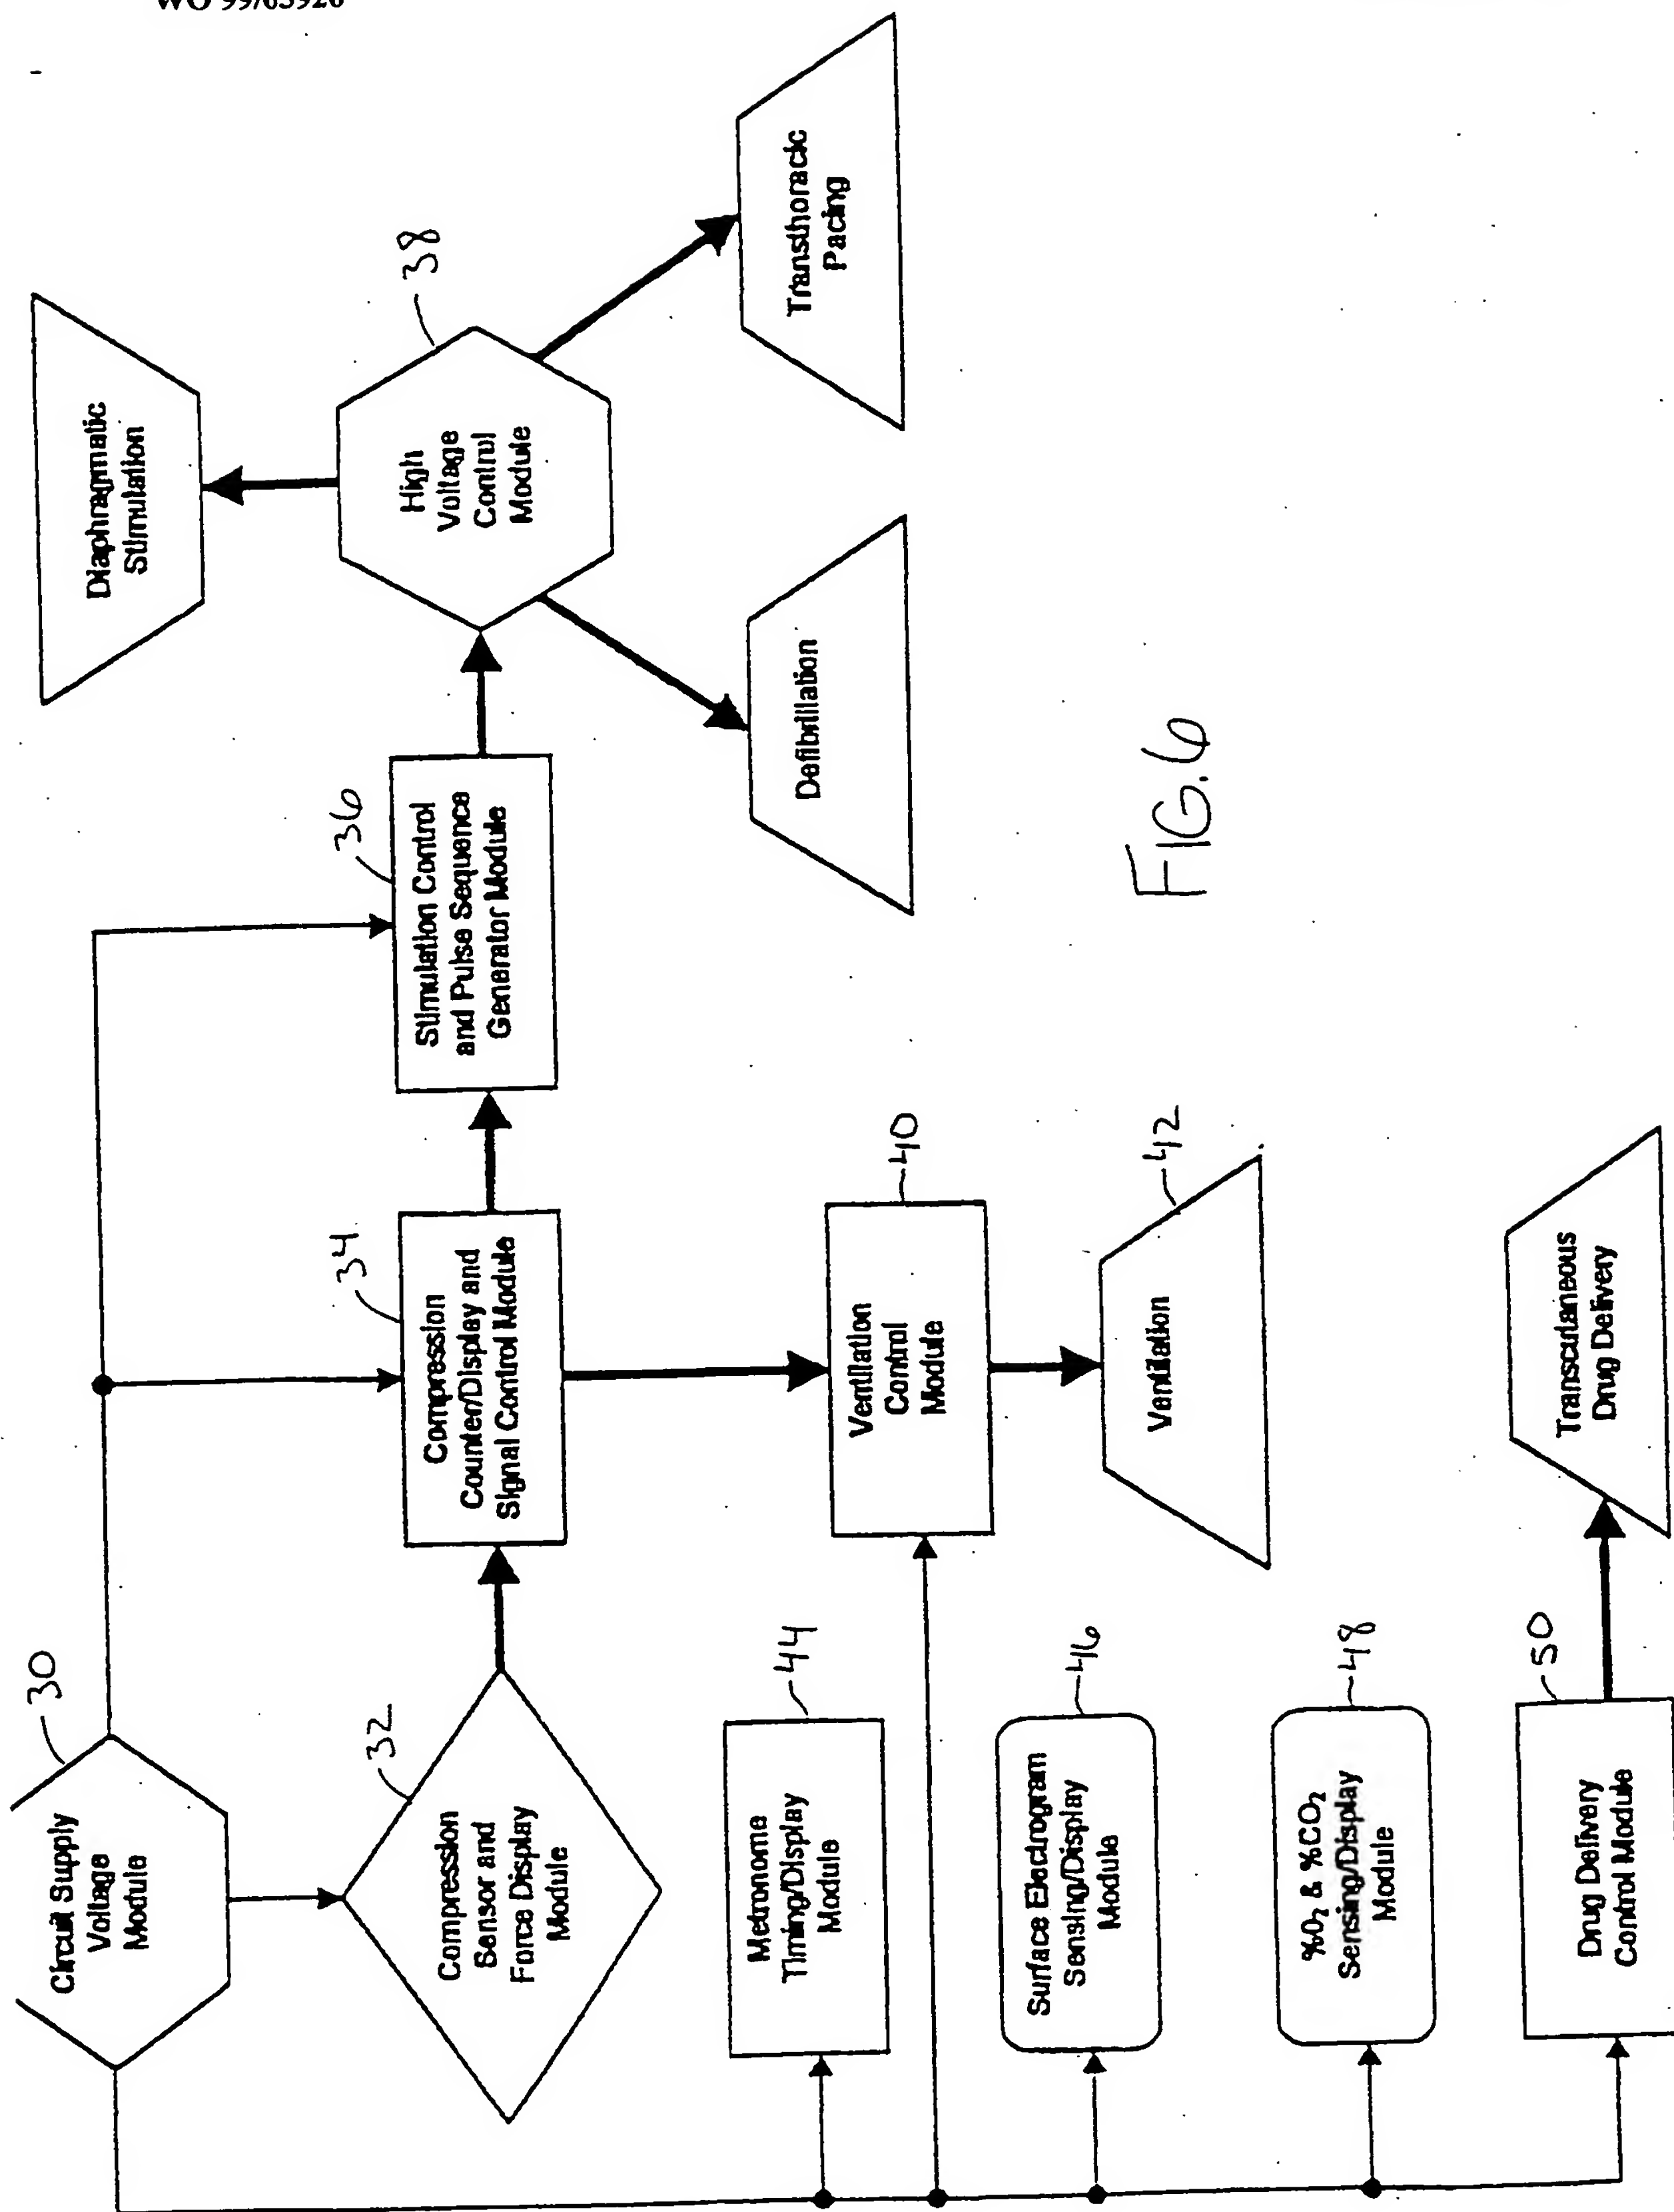 WO 99/65926
30
Circuit Supply
Voltage
Module
32
Compression
Sensor and
Force Display
Module
34
Compression
Counter/Display and
Signal Control Module
36
Stimulation Control
and Pulse Sequence
Generator Module
38
High
Voltage
Control
Module
Diaphragmatic
Stimulation
Defibrillation
Transthoracic
Pacing
40
Ventilation
Control
Module
42
Ventilation
44
Metronome
Timing/Display
Module
46
Surface Electrogram
Sensing/Display
Module
48
%O₂ & %CO₂
Sensing/Display
Module
50
Drug Delivery
Control Module
Transcutaneous
Drug Delivery
FIG.6